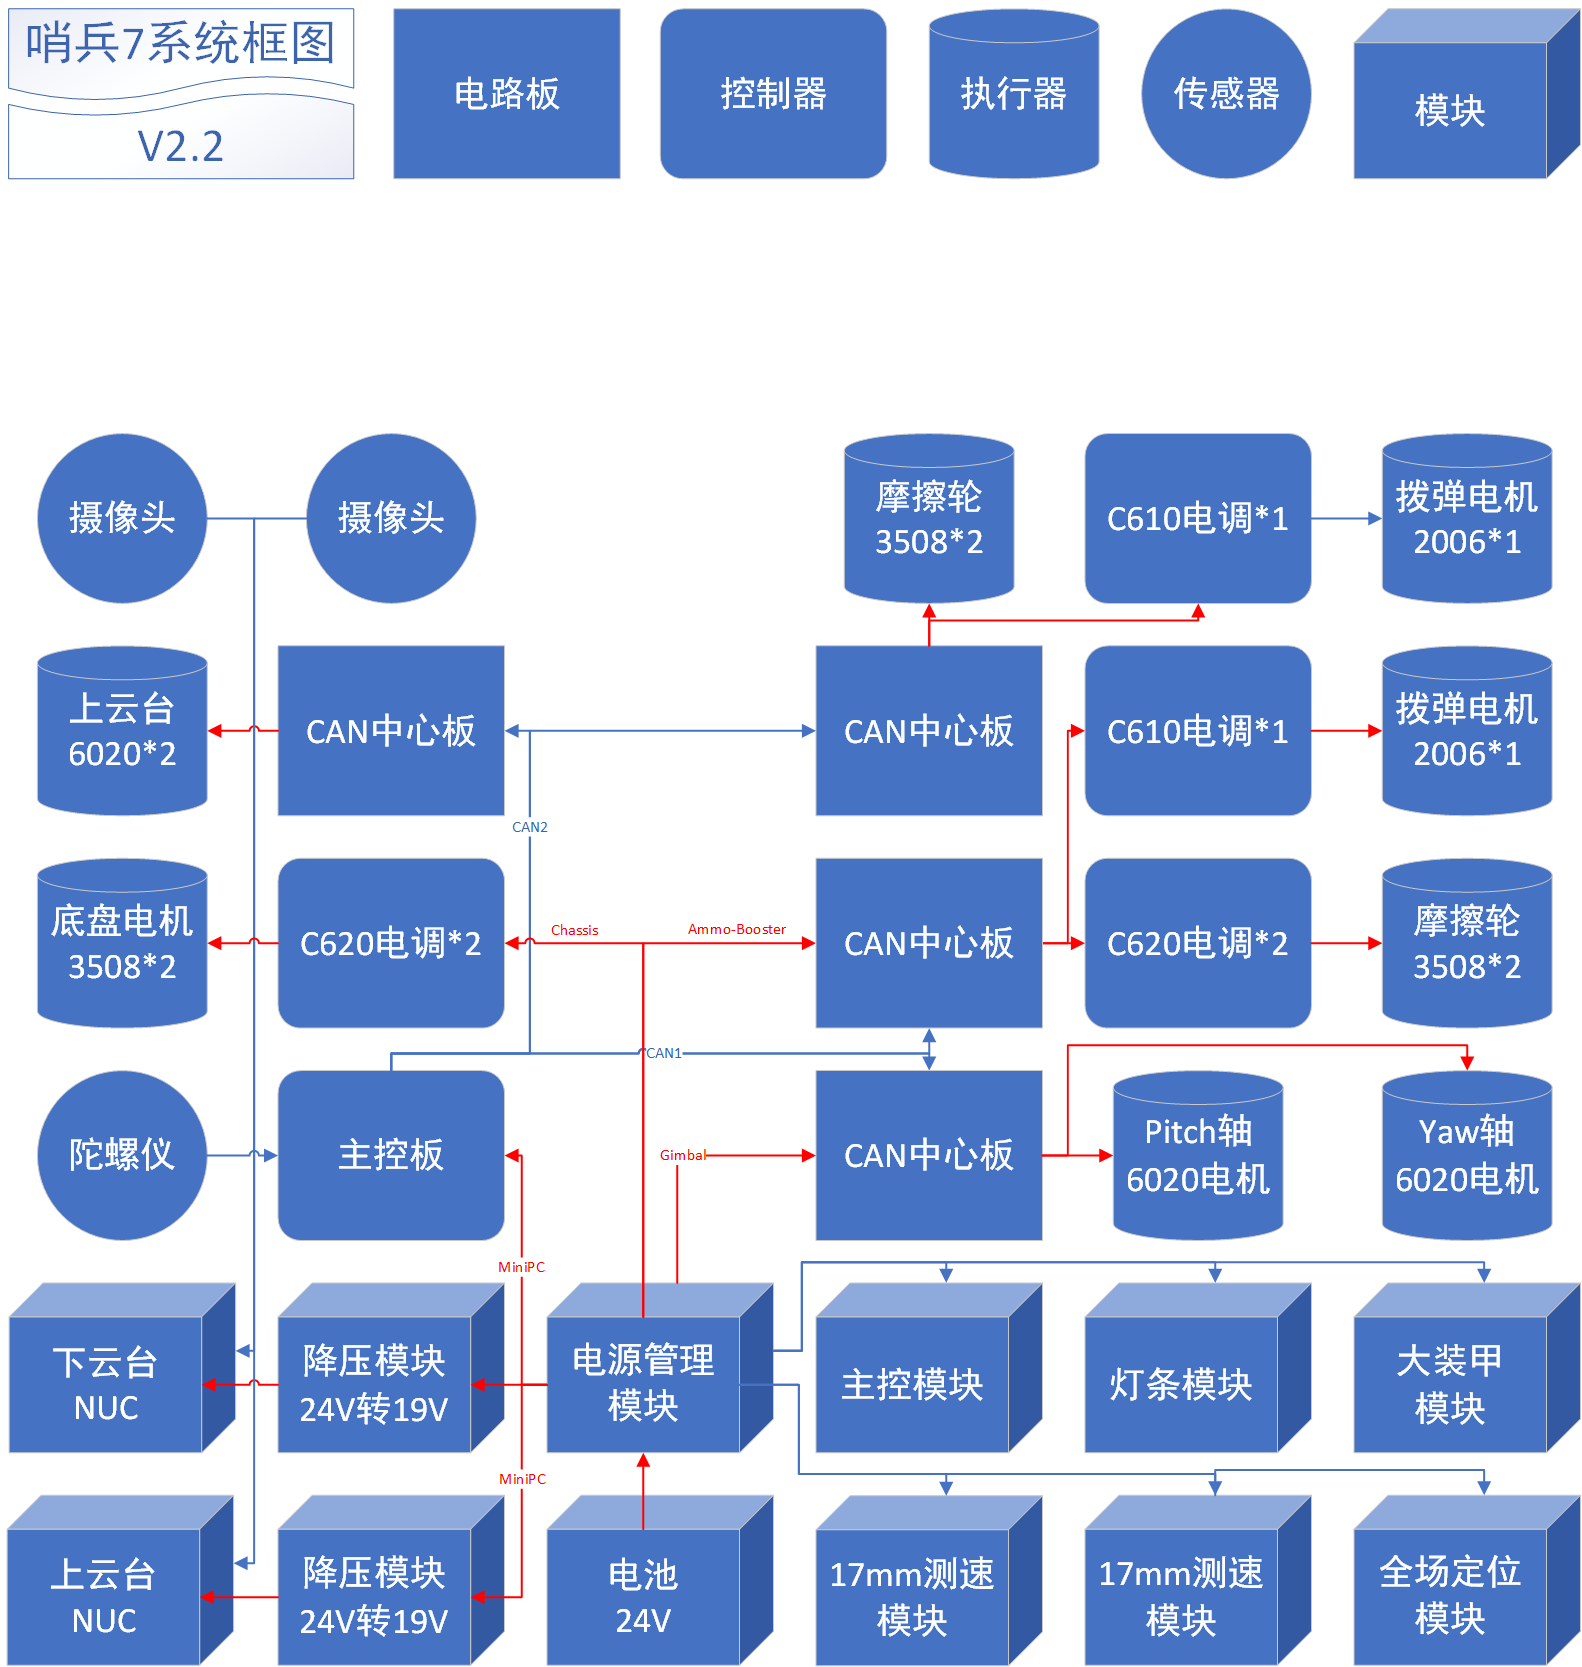 哨兵7系统框图
V2.2
电路板
控制器
执行器
传感器
模块
摄像头
摄像头
摩擦轮
3508*2
C610电调*1
拨弹电机
2006*1
上云台
6020*2
CAN中心板
CAN中心板
C610电调*1
拨弹电机
2006*1
CAN2
底盘电机
3508*2
C620电调*2
Chassis
Ammo-Booster
CAN中心板
C620电调*2
摩擦轮
3508*2
CAN1
陀螺仪
主控板
Gimbal
CAN中心板
Pitch轴
6020电机
Yaw轴
6020电机
MiniPC
下云台
NUC
降压模块
24V转19V
电源管理
模块
主控模块
灯条模块
大装甲
模块
MiniPC
上云台
NUC
降压模块
24V转19V
电池
24V
17mm测速
模块
17mm测速
模块
全场定位
模块